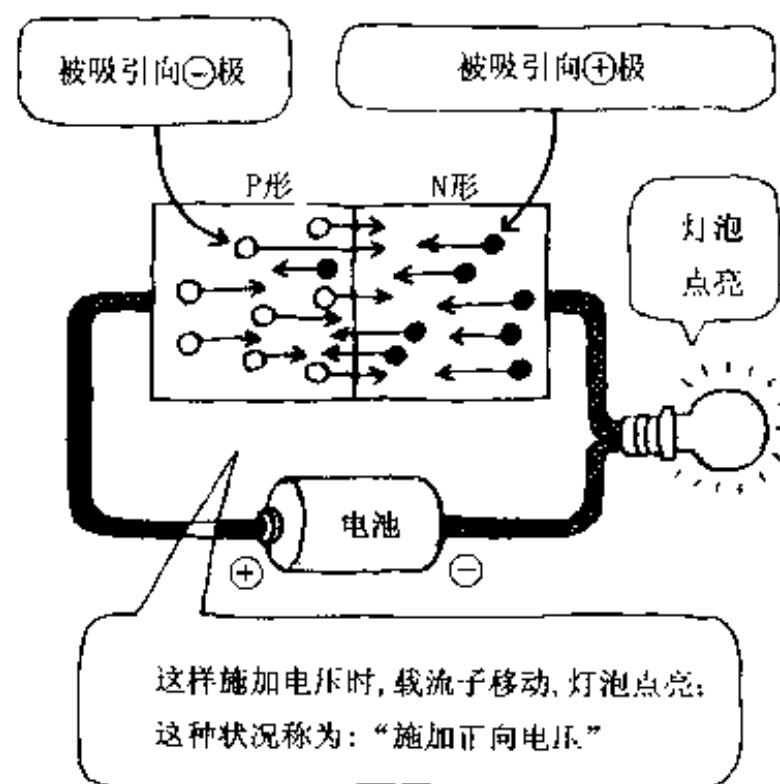 被吸引向⊖极
被吸引向⊕极
P形
N形
灯泡
点亮
电池
⊕
⊖
这样施加电压时,载流子移动,灯泡点亮;
这种状况称为:“施加正向电压”